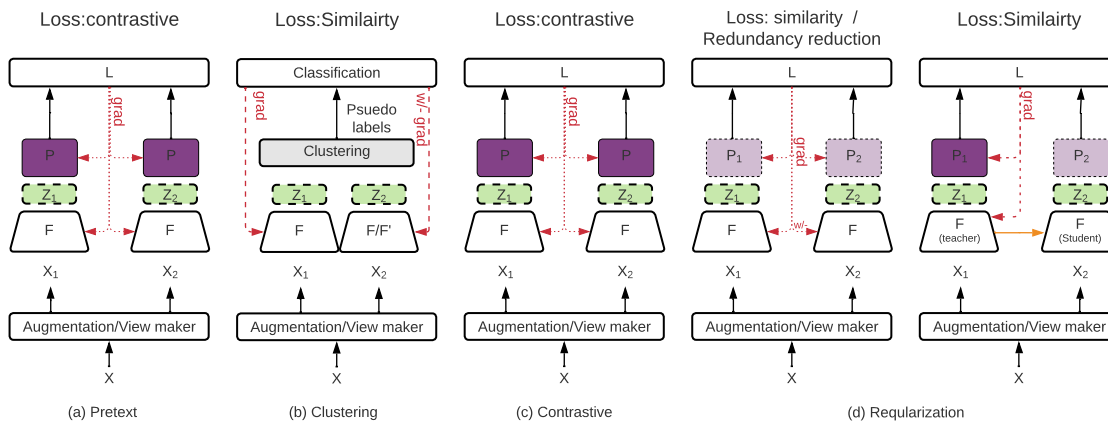 Loss:contrastive
L
grad
P
P
Z1
Z2
F
F
X1
X2
Augmentation/View maker
X
(a) Pretext
Loss:Similairty
Classification
grad
w/- grad
Psuedo
labels
Clustering
Z1
Z2
F
F/F'
X1
X2
Augmentation/View maker
X
(b) Clustering
Loss:contrastive
L
grad
P
P
Z1
Z2
F
F
X1
X2
Augmentation/View maker
X
(c) Contrastive
Loss: similarity /
Redundancy reduction
L
grad
P1
P2
Z1
Z2
F
w/-
F
X1
X2
Augmentation/View maker
X
Loss:Similairty
L
grad
P1
P2
Z1
Z2
F
(teacher)
F
(Student)
X1
X2
Augmentation/View maker
X
(d) Reqularization